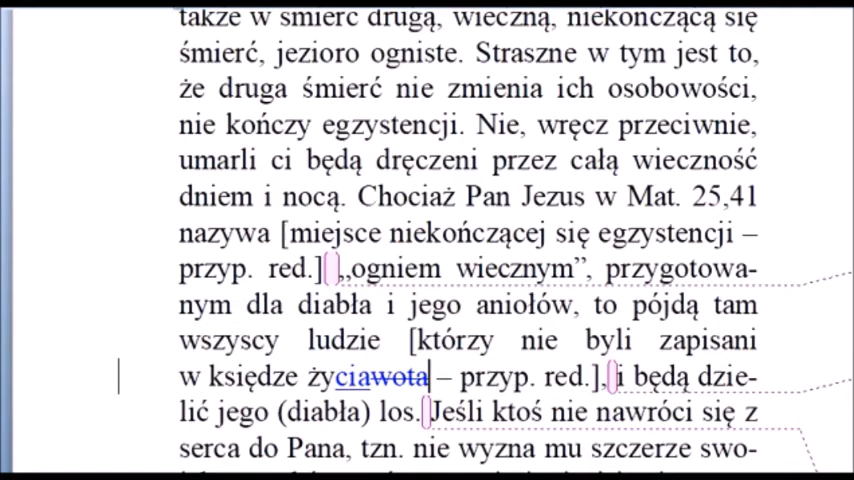 także w śmierć drugą, wieczną, niekończącą się
śmierć, jezioro ogniste. Straszne w tym jest to,
że druga śmierć nie zmienia ich osobowości,
nie kończy egzystencji. Nie, wręcz przeciwnie,
umarli ci będą dręczeni przez całą wieczność
dniem i nocą. Chociaż Pan Jezus w Mat. 25,41
nazywa [miejsce niekończącej się egzystencji –
przyp. red.] „ogniem wiecznym”, przygotowa-
nym dla diabła i jego aniołów, to pójdą tam
wszyscy ludzie [którzy nie byli zapisani
w księdze życiawota – przyp. red.], i będą dzie-
lić jego (diabła) los. Jeśli ktoś nie nawróci się z
serca do Pana, tzn. nie wyzna mu szczerze swo-